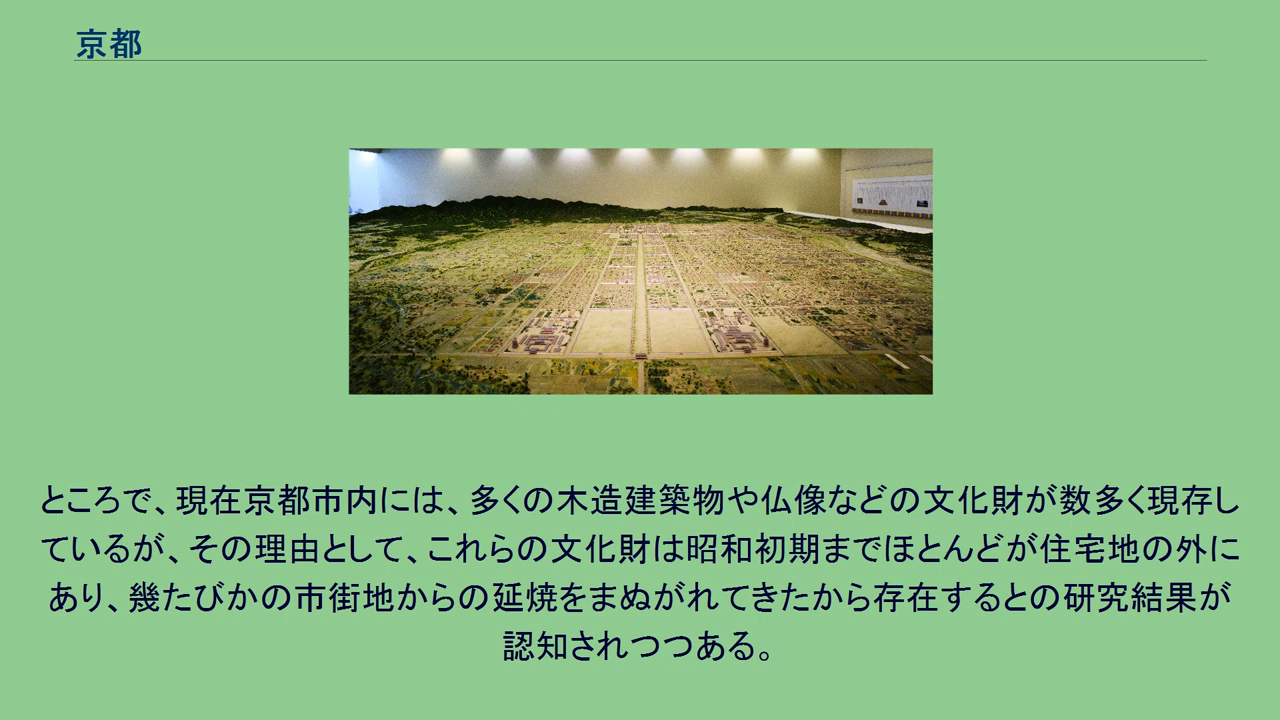 京都
ところで、現在京都市内には、多くの木造建築物や仏像などの文化財が数多く現存し
ているが、その理由として、これらの文化財は昭和初期までほとんどが住宅地の外に
あり、幾たびかの市街地からの延焼をまぬがれてきたから存在するとの研究結果が
認知されつつある。